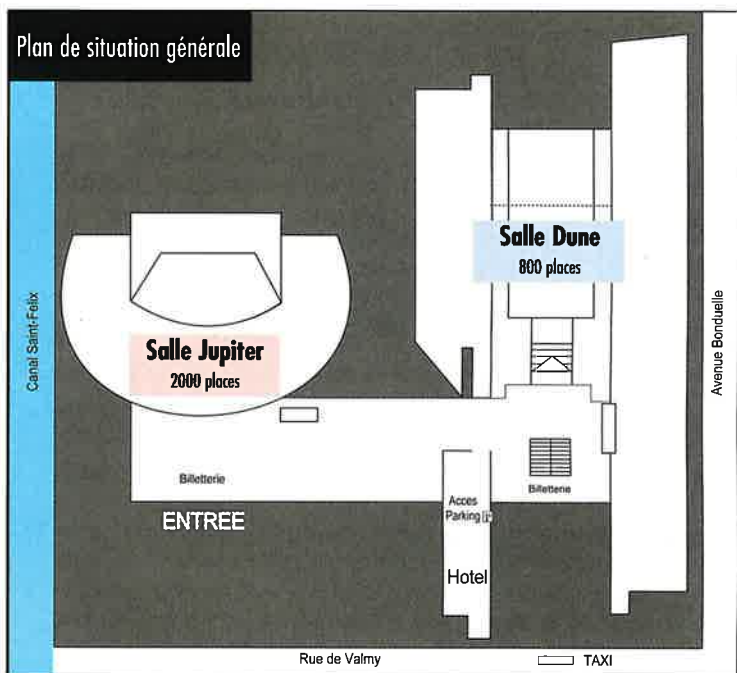 Plan de situation générale
Canal Saint-Felix
Salle Dune
800 places
Avenue Bonduelle
Salle Jupiter
2000 places
Billetterie
Billetterie
Acces
Parking P
ENTREE
Hotel
Rue de Valmy
TAXI